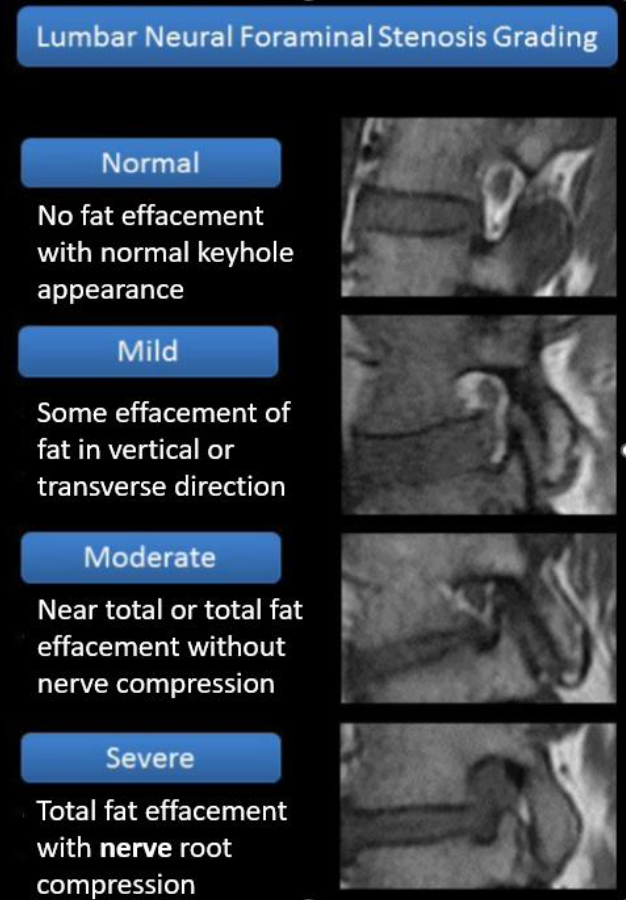 Lumbar Neural Foraminal Stenosis Grading
Normal
No fat effacement
with normal keyhole
appearance
Mild
Some effacement of
fat in vertical or
transverse direction
Moderate
Near total or total fat
effacement without
nerve compression
Severe
Total fat effacement
with nerve root
compression